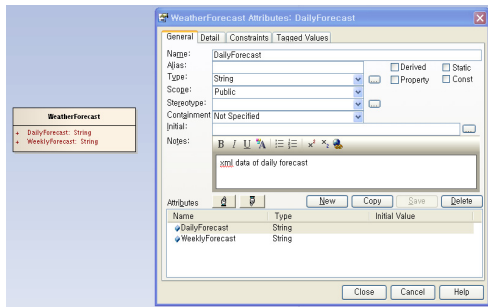 WeatherForecast Attributes: DailyForecast
General Detail Constraints Tagged Values
Name: DailyForecast
Alias: Derived Static
Type: String ... Property Const
Scope: Public
Stereotype: ...
Containment Not Specified
Initial: ...
Notes: B I U A x² x₂
xml data of daily forecast
WeatherForecast
+ DailyForecast: String
+ WeeklyForecast: String
Attributes New Copy Save Delete
Name Type Initial Value
DailyForecast String
WeeklyForecast String
Close Cancel Help